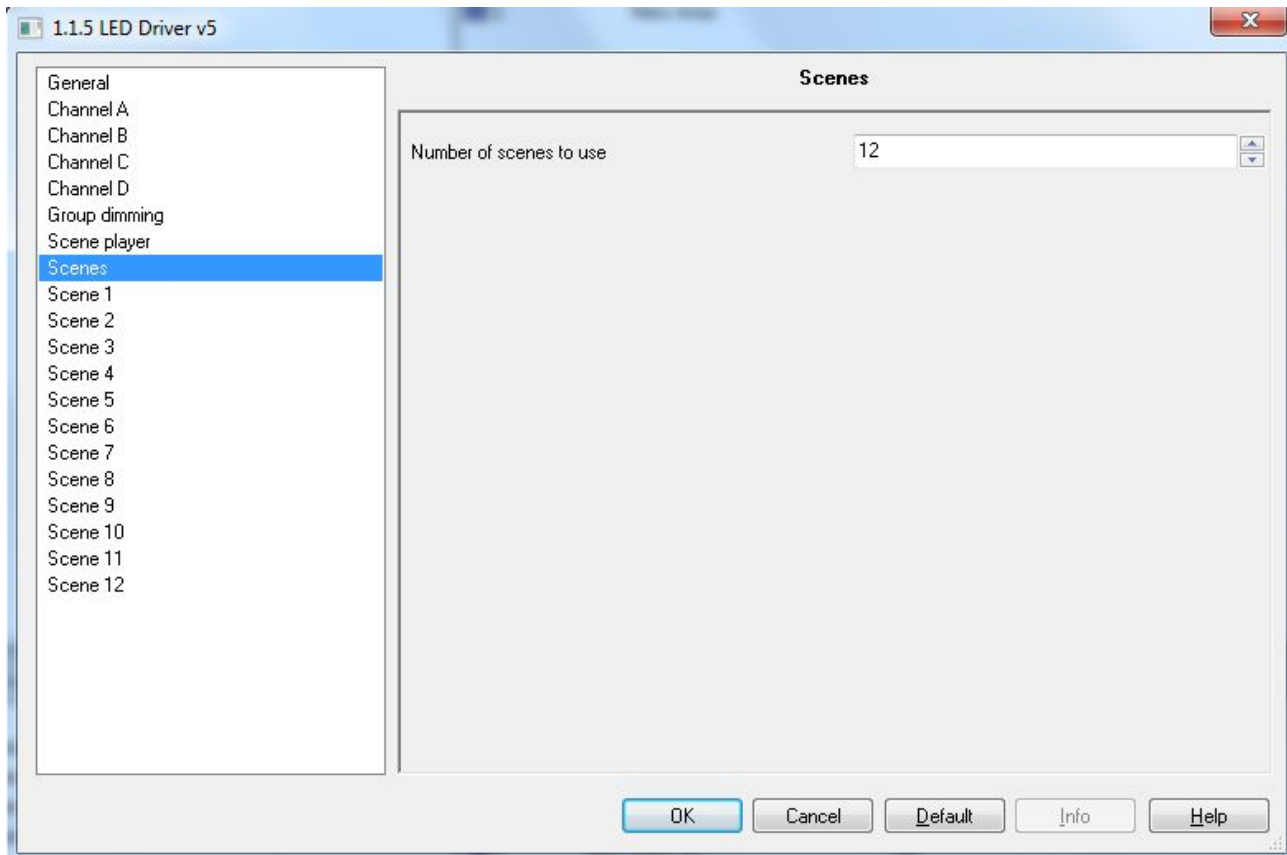 1.1.5 LED Driver v5
General
Channel A
Channel B
Channel C
Channel D
Group dimming
Scene player
Scenes
Scene 1
Scene 2
Scene 3
Scene 4
Scene 5
Scene 6
Scene 7
Scene 8
Scene 9
Scene 10
Scene 11
Scene 12
Scenes
Number of scenes to use 12
OK Cancel Default Info Help